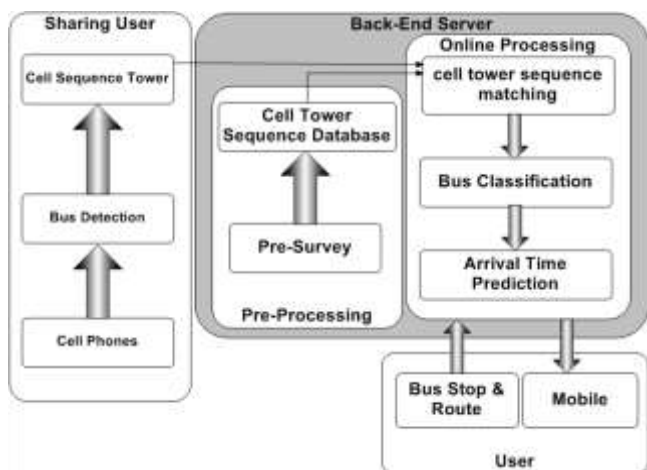 Sharing User
Cell Sequence Tower
Bus Detection
Cell Phones
Back-End Server
Cell Tower
Sequence Database
Pre-Survey
Pre-Processing
Online Processing
cell tower sequence
matching
Bus Classification
Arrival Time
Prediction
Bus Stop &
Route
Mobile
User